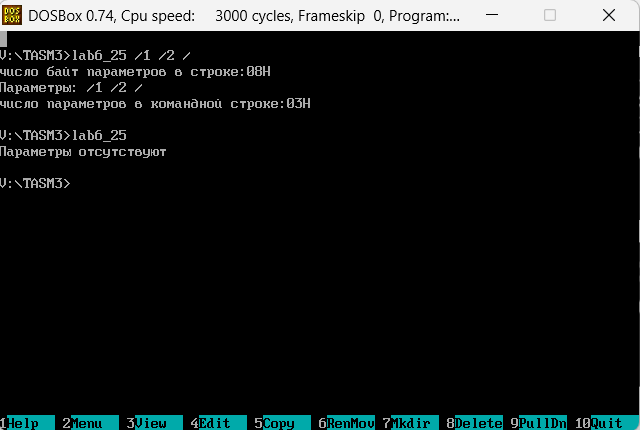 DOSBox 0.74, Cpu speed: 3000 cycles, Frameskip 0, Program:...
V:\TASM3>lab6_25 /1 /2 /
число байт параметров в строке:08H
Параметры: /1 /2 /
число параметров в командной строке:03H
V:\TASM3>lab6_25
Параметры отсутствуют
V:\TASM3>
1Help 2Menu 3View 4Edit 5Copy 6RenMov 7Mkdir 8Delete 9PullDn 10Quit